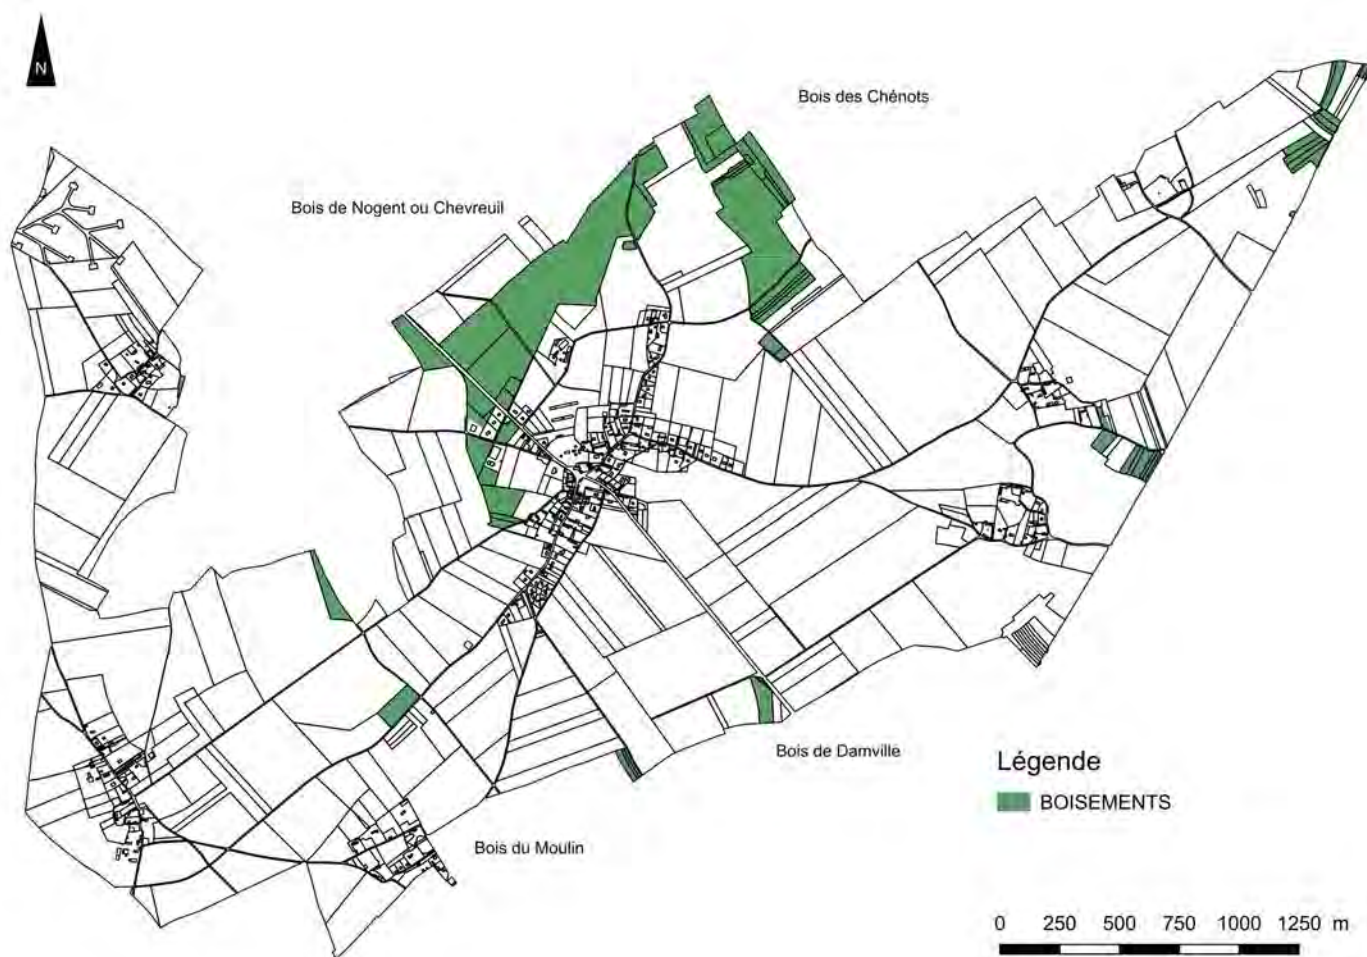 N
Bois des Chénots
Bois de Nogent ou Chevreuil
Bois de Damville
Légende
BOISEMENTS
Bois du Moulin
0 250 500 750 1000 1250 m